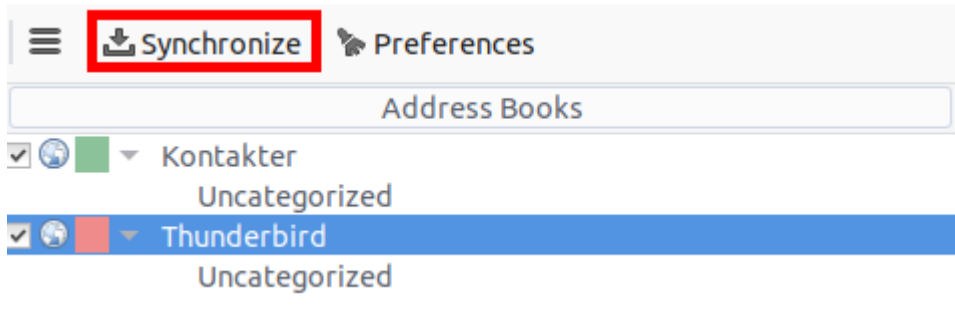 Synchronize Preferences
Address Books
Kontakter
Uncategorized
Thunderbird
Uncategorized